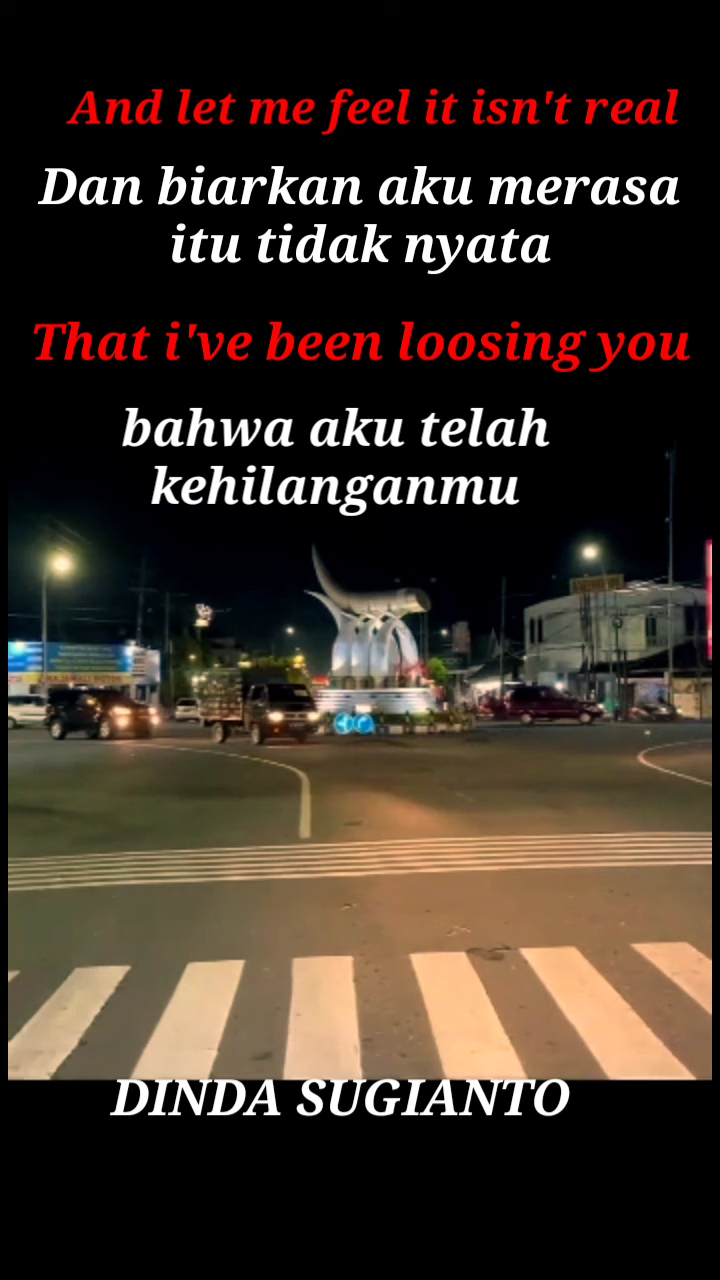 And let me feel it isn't real
Dan biarkan aku merasa
itu tidak nyata
That i've been loosing you
bahwa aku telah
kehilanganmu
DINDA SUGIANTO